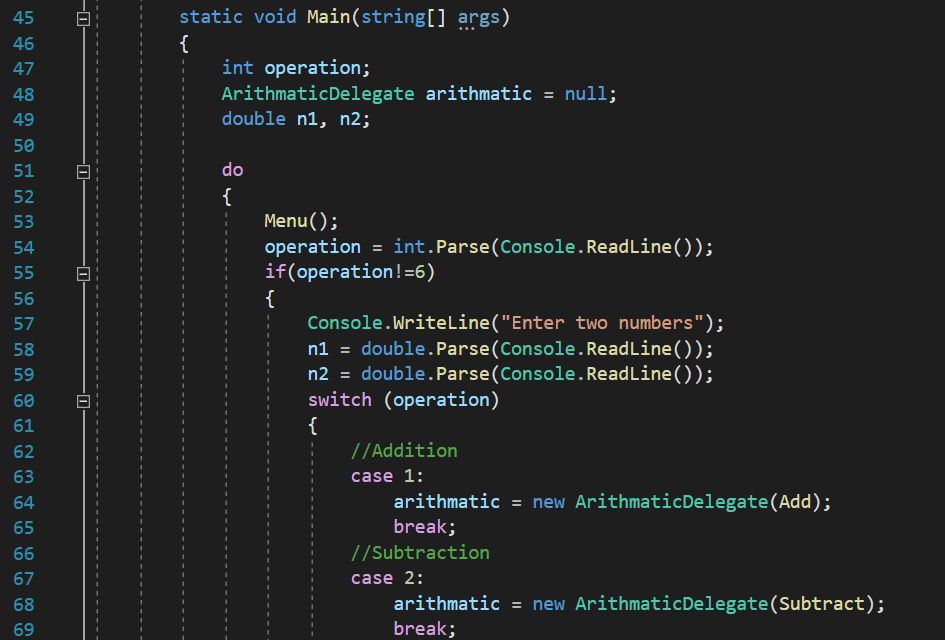 45 static void Main(string[] args)
46 {
47 int operation;
48 ArithmaticDelegate arithmatic = null;
49 double n1, n2;
50
51 do
52 {
53 Menu();
54 operation = int.Parse(Console.ReadLine());
55 if(operation!=6)
56 {
57 Console.WriteLine("Enter two numbers");
58 n1 = double.Parse(Console.ReadLine());
59 n2 = double.Parse(Console.ReadLine());
60 switch (operation)
61 {
62 //Addition
63 case 1:
64 arithmatic = new ArithmaticDelegate(Add);
65 break;
66 //Subtraction
67 case 2:
68 arithmatic = new ArithmaticDelegate(Subtract);
69 break;